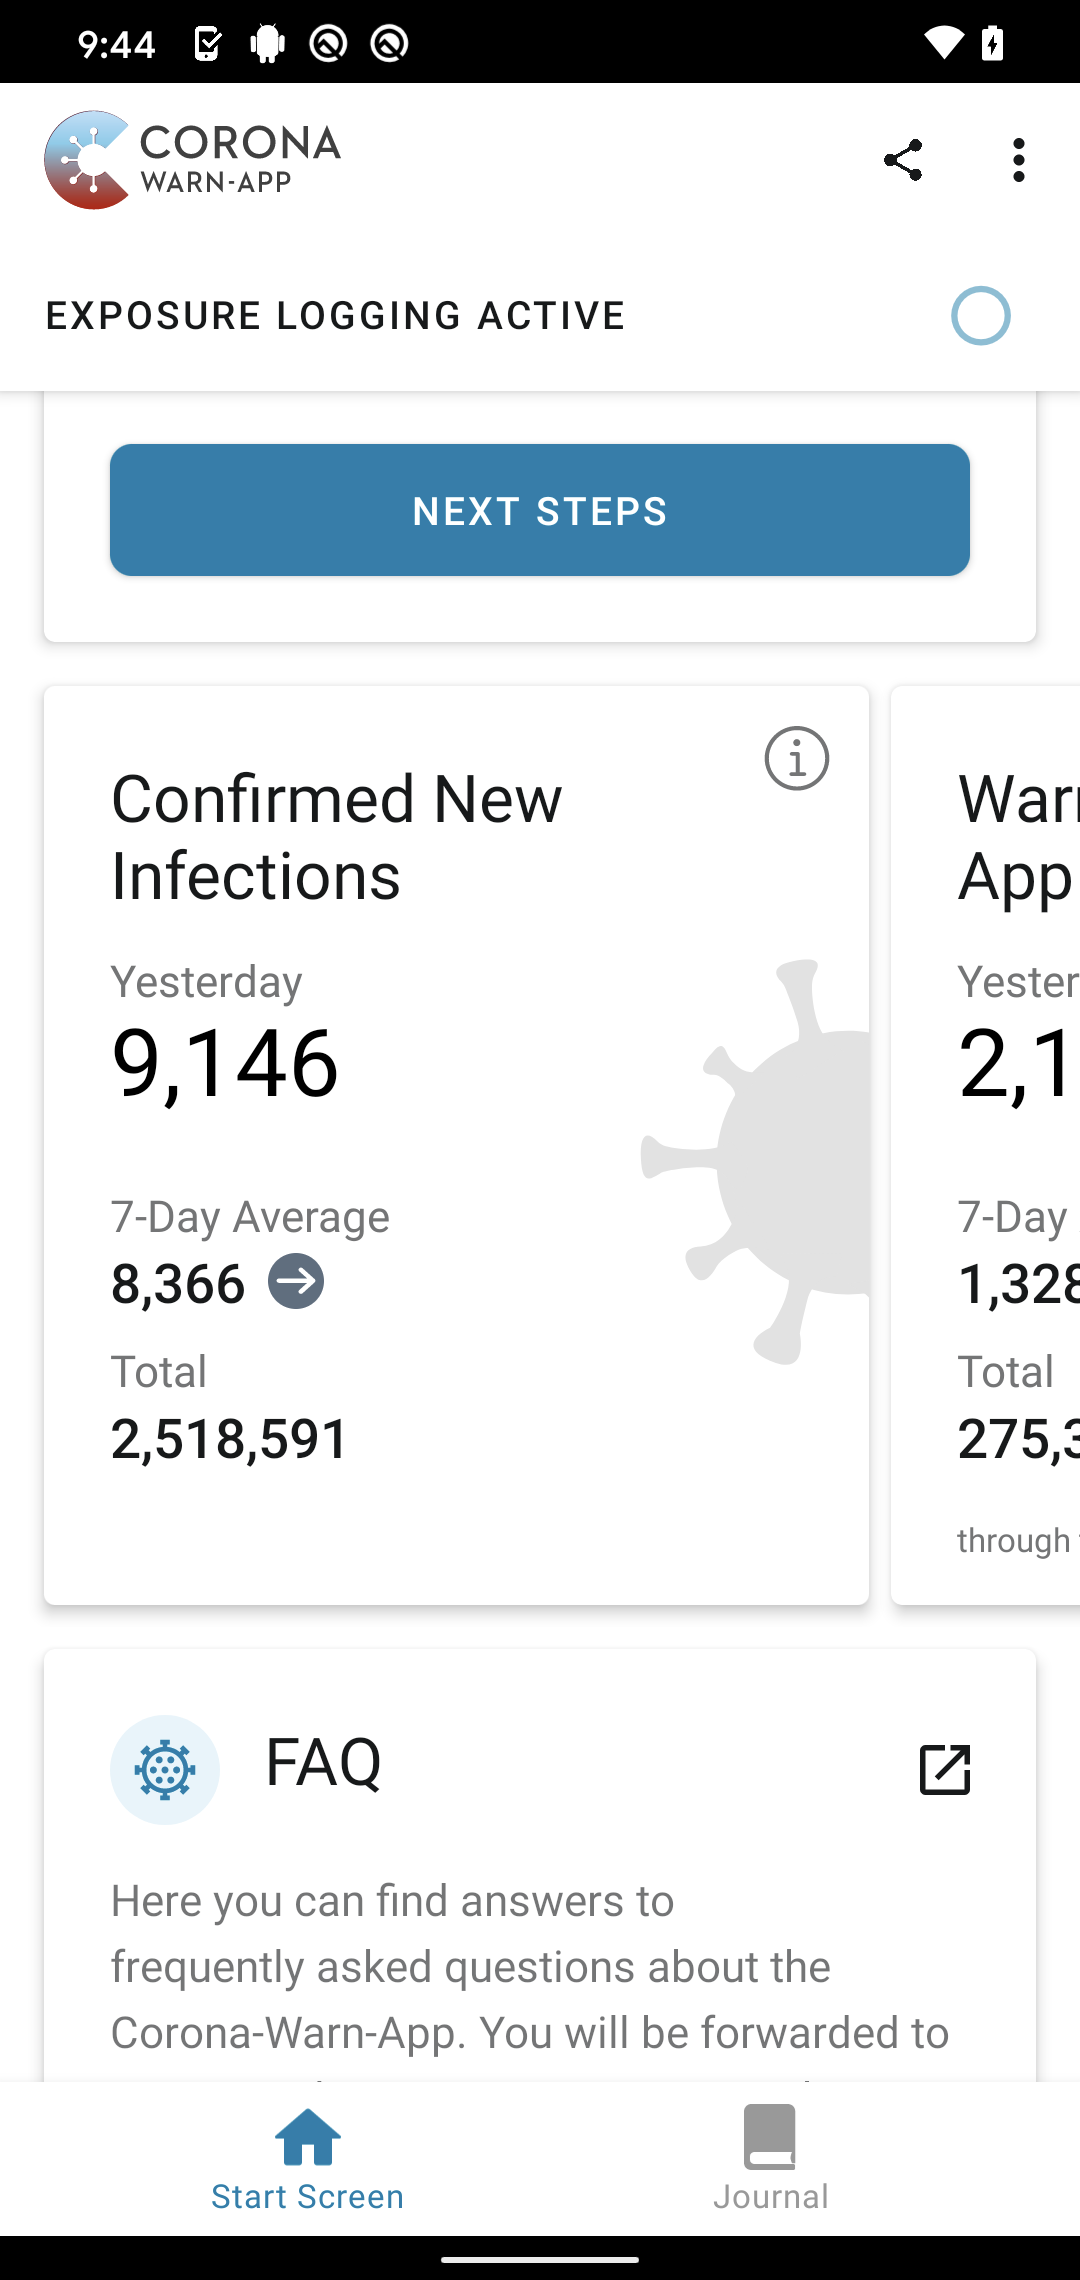 9:44
CORONA
WARN-APP
EXPOSURE LOGGING ACTIVE
NEXT STEPS
Confirmed New
Infections
Yesterday
9,146
7-Day Average
8,366
Total
2,518,591
App
2,1
7-Day
1,328
Total
275,3
through
FAQ
Here you can find answers to
frequently asked questions about the
Corona-Warn-App. You will be forwarded to
Start Screen
Journal